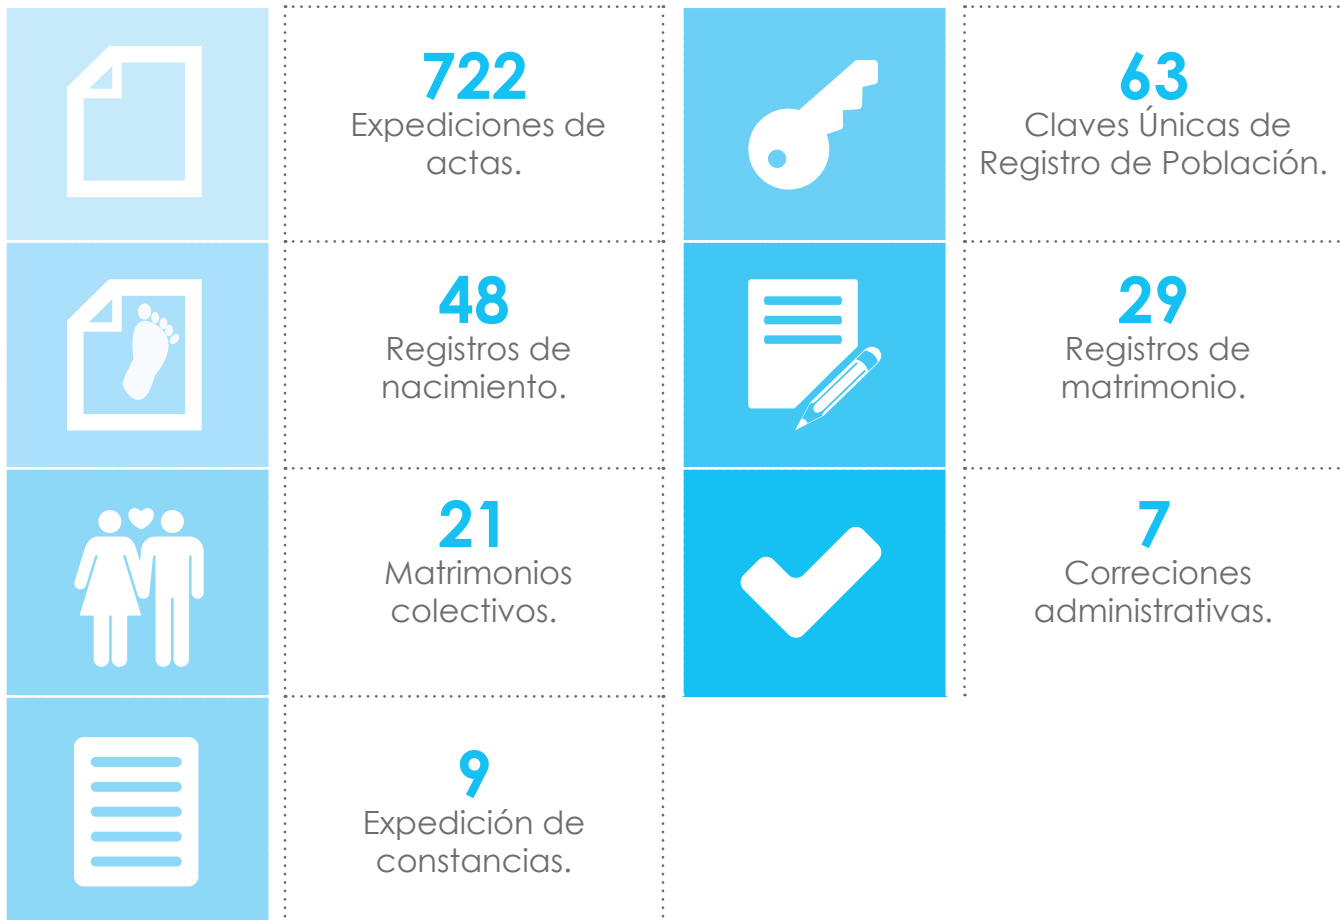 722
Expediciones de
actas.
63
Claves Únicas de
Registro de Población.
48
Registros de
nacimiento.
29
Registros de
matrimonio.
21
Matrimonios
colectivos.
7
Correciones
administrativas.
9
Expedición de
constancias.